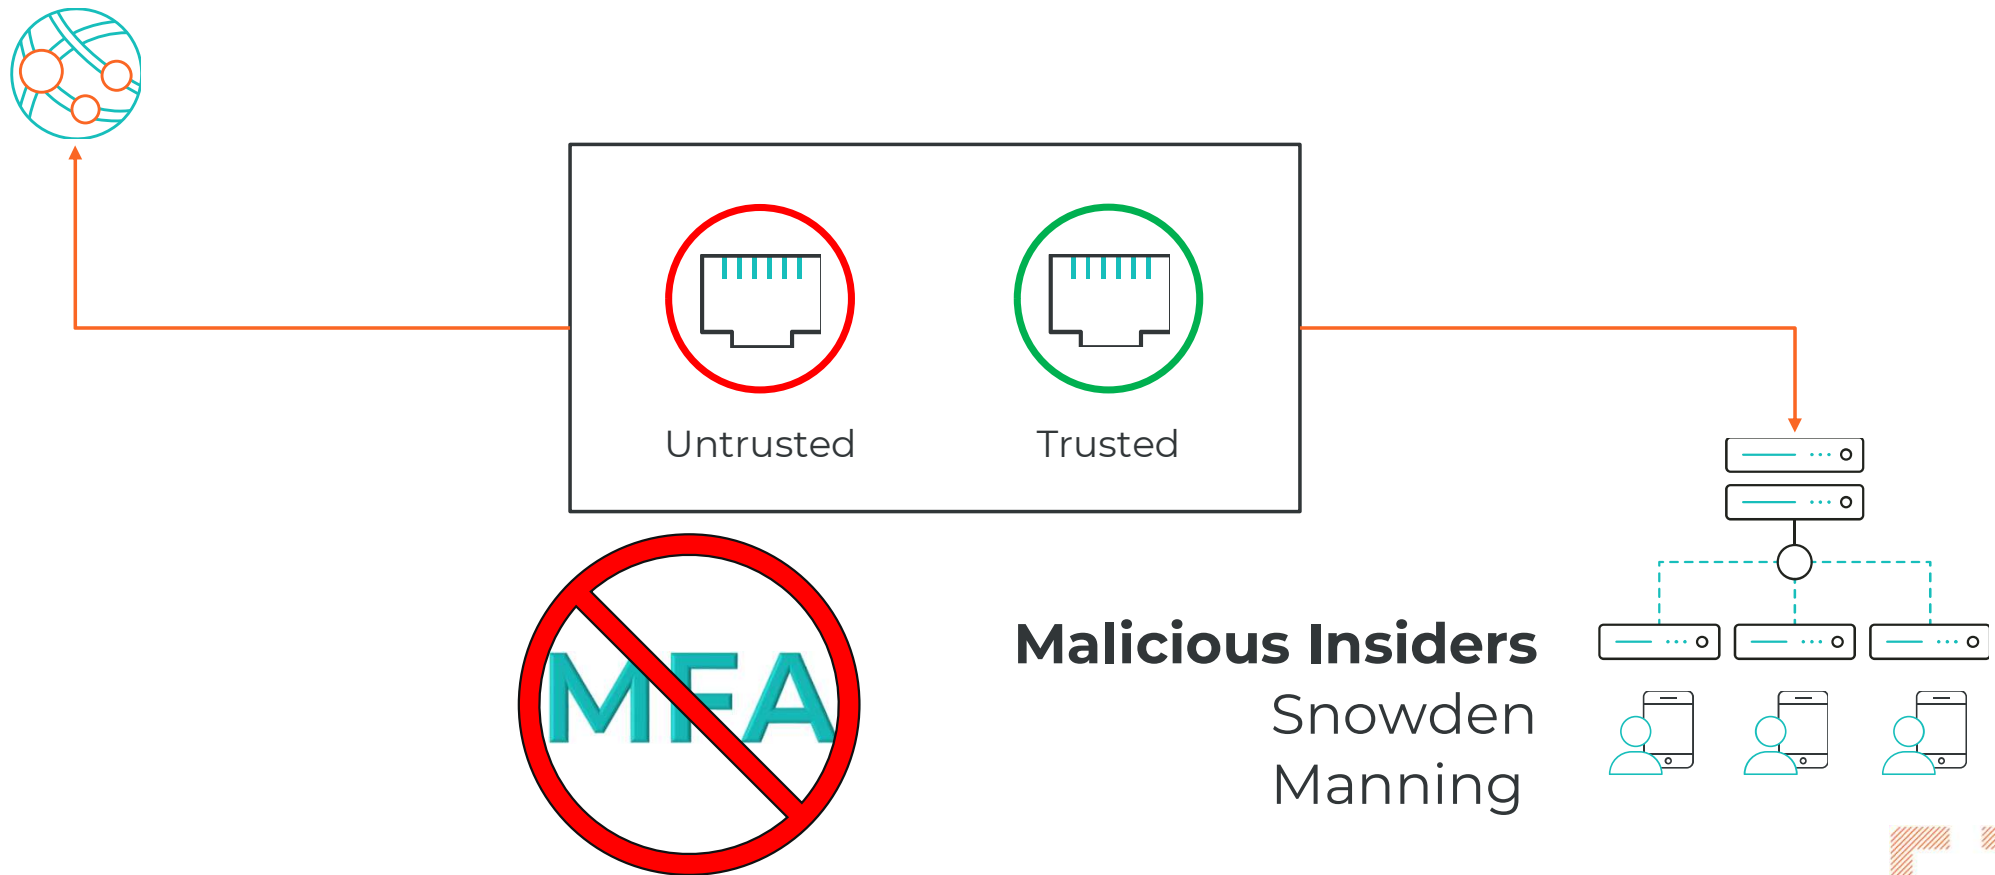 Untrusted
Trusted
MFA
Malicious Insiders
Snowden
Manning